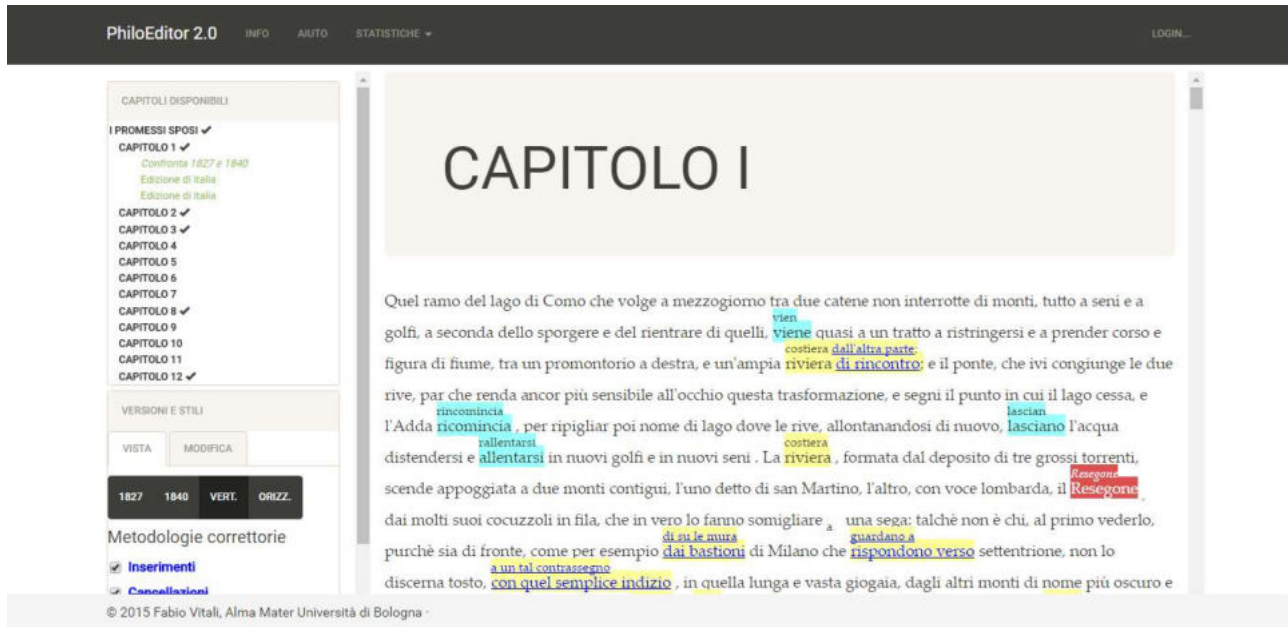 PhiloEditor 2.0 INFO AIUTO STATISTICHE LOGIN...
CAPITOLI DISPONIBILI
I PROMESSI SPOSI ✔
CAPITOLO 1 ✔
Confronta 1827 e 1840
Edizione di Italia
Edizione di Italia
CAPITOLO 2 ✔
CAPITOLO 3 ✔
CAPITOLO 4
CAPITOLO 5
CAPITOLO 6
CAPITOLO 7
CAPITOLO 8 ✔
CAPITOLO 9
CAPITOLO 10
CAPITOLO 11
CAPITOLO 12 ✔
VERSIONI E STILI
VISTA MODIFICA
1827 1840 VERT. ORIZZ.
Metodologie correttorie
Inserimenti
Cancellazioni
CAPITOLO I
Quel ramo del lago di Como che volge a mezzogiorno tra due catene non interrotte di monti, tutto a seni e a
vien
golfi, a seconda dello sporgere e del rientrare di quelli, viene quasi a un tratto a ristringersi e a prender corso e
costiera dall'altra parte;
figura di fiume, tra un promontorio a destra, e un'ampia riviera di rincontro; e il ponte, che ivi congiunge le due
rive, par che renda ancor più sensibile all'occhio questa trasformazione, e segni il punto in cui il lago cessa, e
rincomincia lascian
l'Adda ricomincia , per ripigliar poi nome di lago dove le rive, allontanandosi di nuovo, lasciano l'acqua
rallentarsi costiera
distendersi e allentarsi in nuovi golfi e in nuovi seni . La riviera , formata dal deposito di tre grossi torrenti,
Resegone
scende appoggiata a due monti contigui, l'uno detto di san Martino, l'altro, con voce lombarda, il Resegone ,
dai molti suoi cocuzzoli in fila, che in vero lo fanno somigliare a una sega: talchè non è chi, al primo vederlo,
di su le mura guardano a
purchè sia di fronte, come per esempio dai bastioni di Milano che rispondono verso settentrione, non lo
a un tal contrassegno
discerna tosto, con quel semplice indizio , in quella lunga e vasta giogaia, dagli altri monti di nome più oscuro e
© 2015 Fabio Vitali, Alma Mater Università di Bologna ·